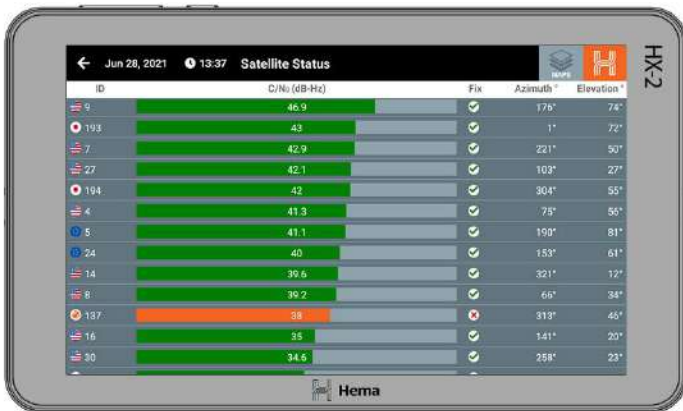 Jun 28, 2021 13:37 Satellite Status MAPS
ID C/N₀ (dB-Hz) Fix Azimuth ° Elevation °
9 46.9 176° 74°
193 43 1° 72°
7 42.9 221° 50°
27 42.1 103° 27°
194 42 304° 55°
4 41.3 75° 56°
5 41.1 190° 81°
24 40 153° 61°
14 39.6 321° 12°
8 39.2 66° 34°
137 38 313° 46°
16 35 141° 20°
30 34.6 258° 23°
Hema
HX-2